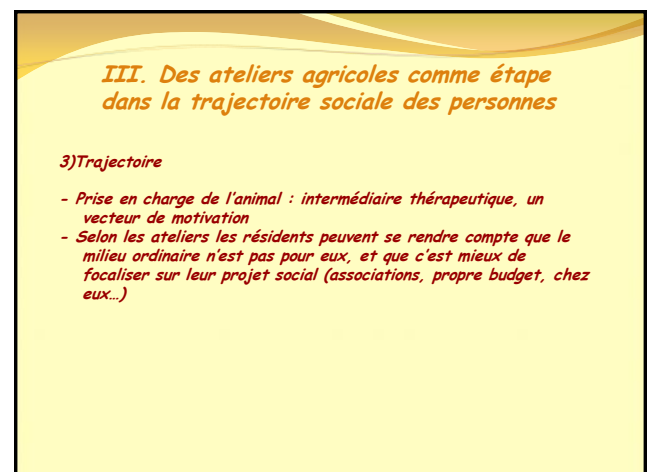 III. Des ateliers agricoles comme étape
dans la trajectoire sociale des personnes
3)Trajectoire
- Prise en charge de l'animal : intermédiaire thérapeutique, un
vecteur de motivation
- Selon les ateliers les résidents peuvent se rendre compte que le
milieu ordinaire n'est pas pour eux, et que c'est mieux de
focaliser sur leur projet social (associations, propre budget, chez
eux…)